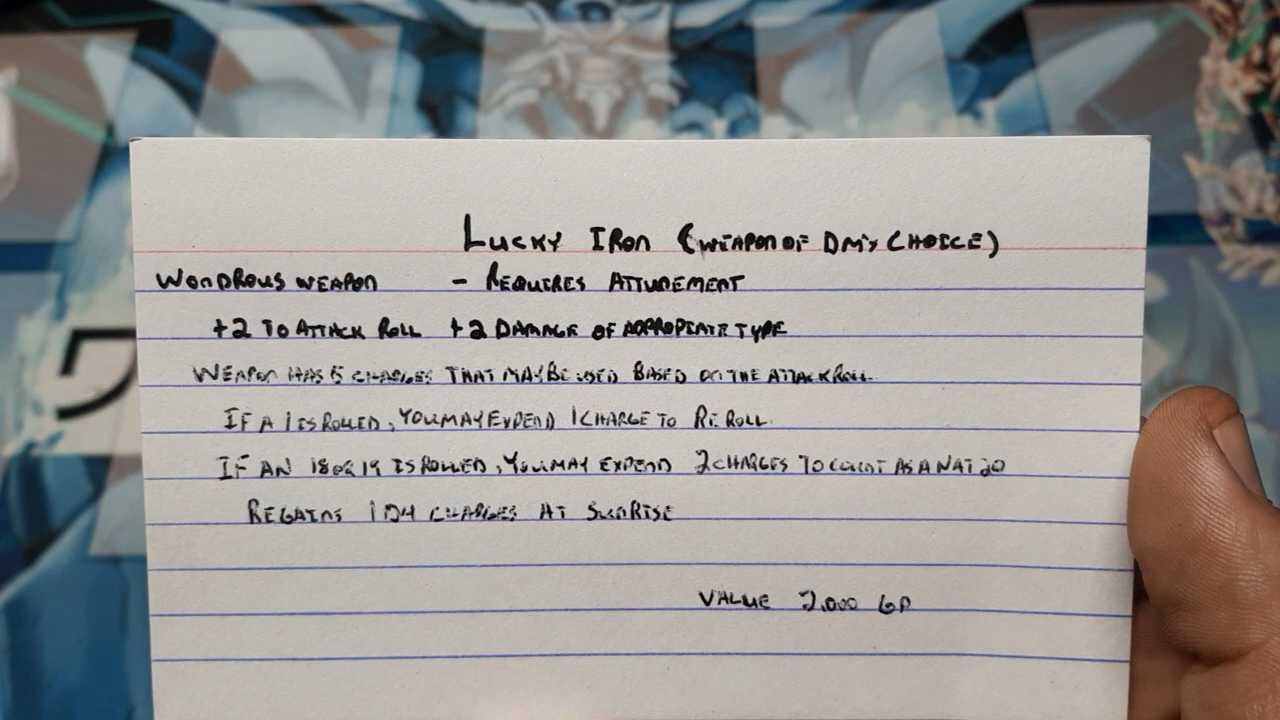 LUCKY IRON (WEAPON OF DM'S CHOICE)
WONDROUS WEAPON - REQUIRES ATTUNEMENT
+2 TO ATTACK ROLL +2 DAMAGE OF APPROPRIATE TYPE
WEAPON HAS 5 CHARGES THAT MAY BE USED BASED ON THE ATTACK ROLL.
IF A 1 IS ROLLED, YOU MAY EXPEND 1 CHARGE TO REROLL.
IF AN 18 OR 19 IS ROLLED, YOU MAY EXPEND 2 CHARGES TO COUNT AS A NAT 20
REGAINS 1D4 CHARGES AT SUNRISE
VALUE 2,000 GP